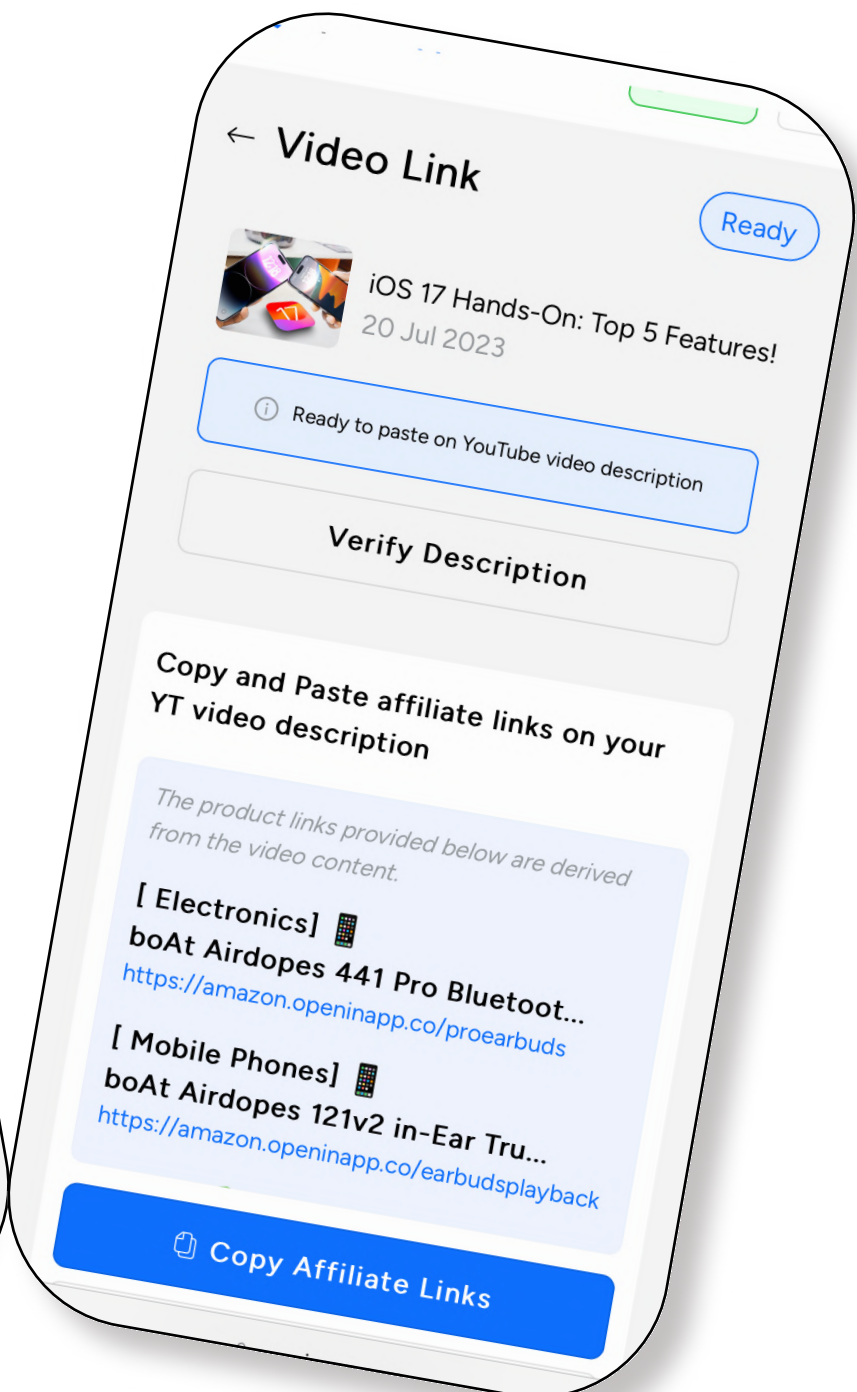 ← Video Link
Ready
17
iOS 17 Hands-On: Top 5 Features!
20 Jul 2023
Ready to paste on YouTube video description
Verify Description
Copy and Paste affiliate links on your
YT video description
The product links provided below are derived
from the video content.
[ Electronics] 📱
boAt Airdopes 441 Pro Bluetoot...
https://amazon.openinapp.co/proearbuds
[ Mobile Phones] 📱
boAt Airdopes 121v2 in-Ear Tru...
https://amazon.openinapp.co/earbudsplayback
Copy Affiliate Links